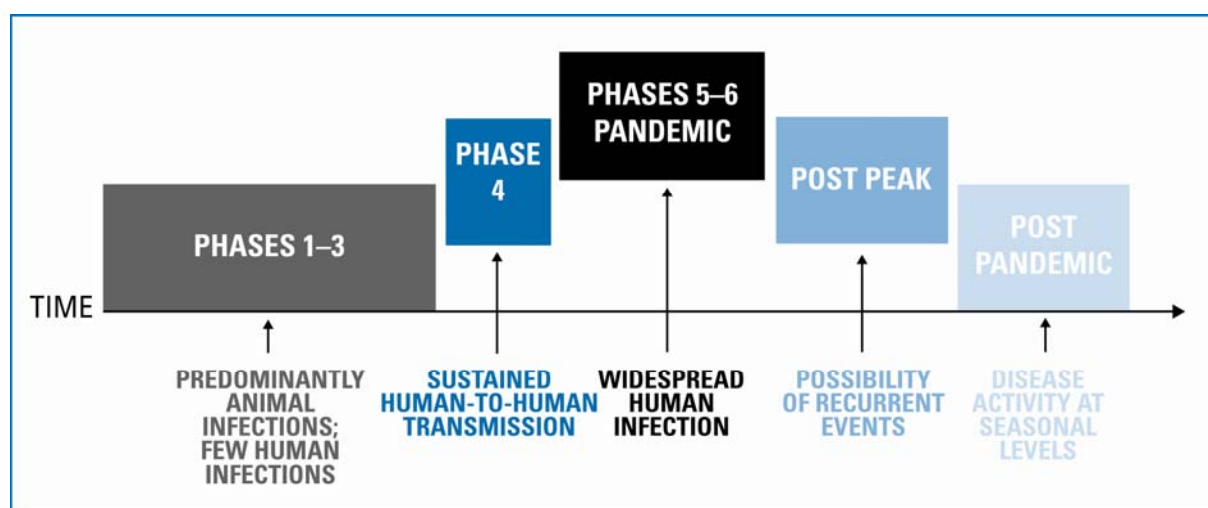 PHASES 5–6
PANDEMIC
PHASE
4
POST PEAK
PHASES 1–3
POST
PANDEMIC
TIME
PREDOMINANTLY
ANIMAL
INFECTIONS;
FEW HUMAN
INFECTIONS
SUSTAINED
HUMAN-TO-HUMAN
TRANSMISSION
WIDESPREAD
HUMAN
INFECTION
POSSIBILITY
OF RECURRENT
EVENTS
DISEASE
ACTIVITY AT
SEASONAL
LEVELS